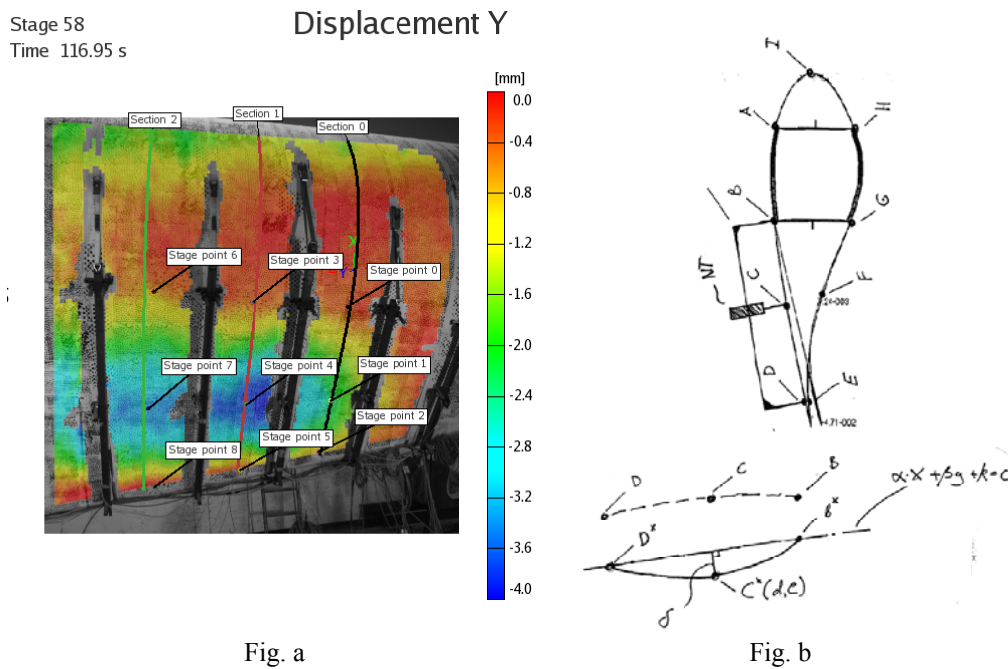 Stage 58
Time 116.95 s
Displacement Y
[mm]
0.0
-0.4
-0.8
-1.2
-1.6
-2.0
-2.4
-2.8
-3.2
-3.6
-4.0
Section 2
Section 1
Section 0
Stage point 6
Stage point 3
Stage point 0
Stage point 7
Stage point 4
Stage point 1
Stage point 8
Stage point 5
Stage point 2
X
Y
I
A
H
B
G
NT
C
F
D
E
4.71-002
D
C
B
D*
B*
C*(d,e)
δ
Fig. a
Fig. b